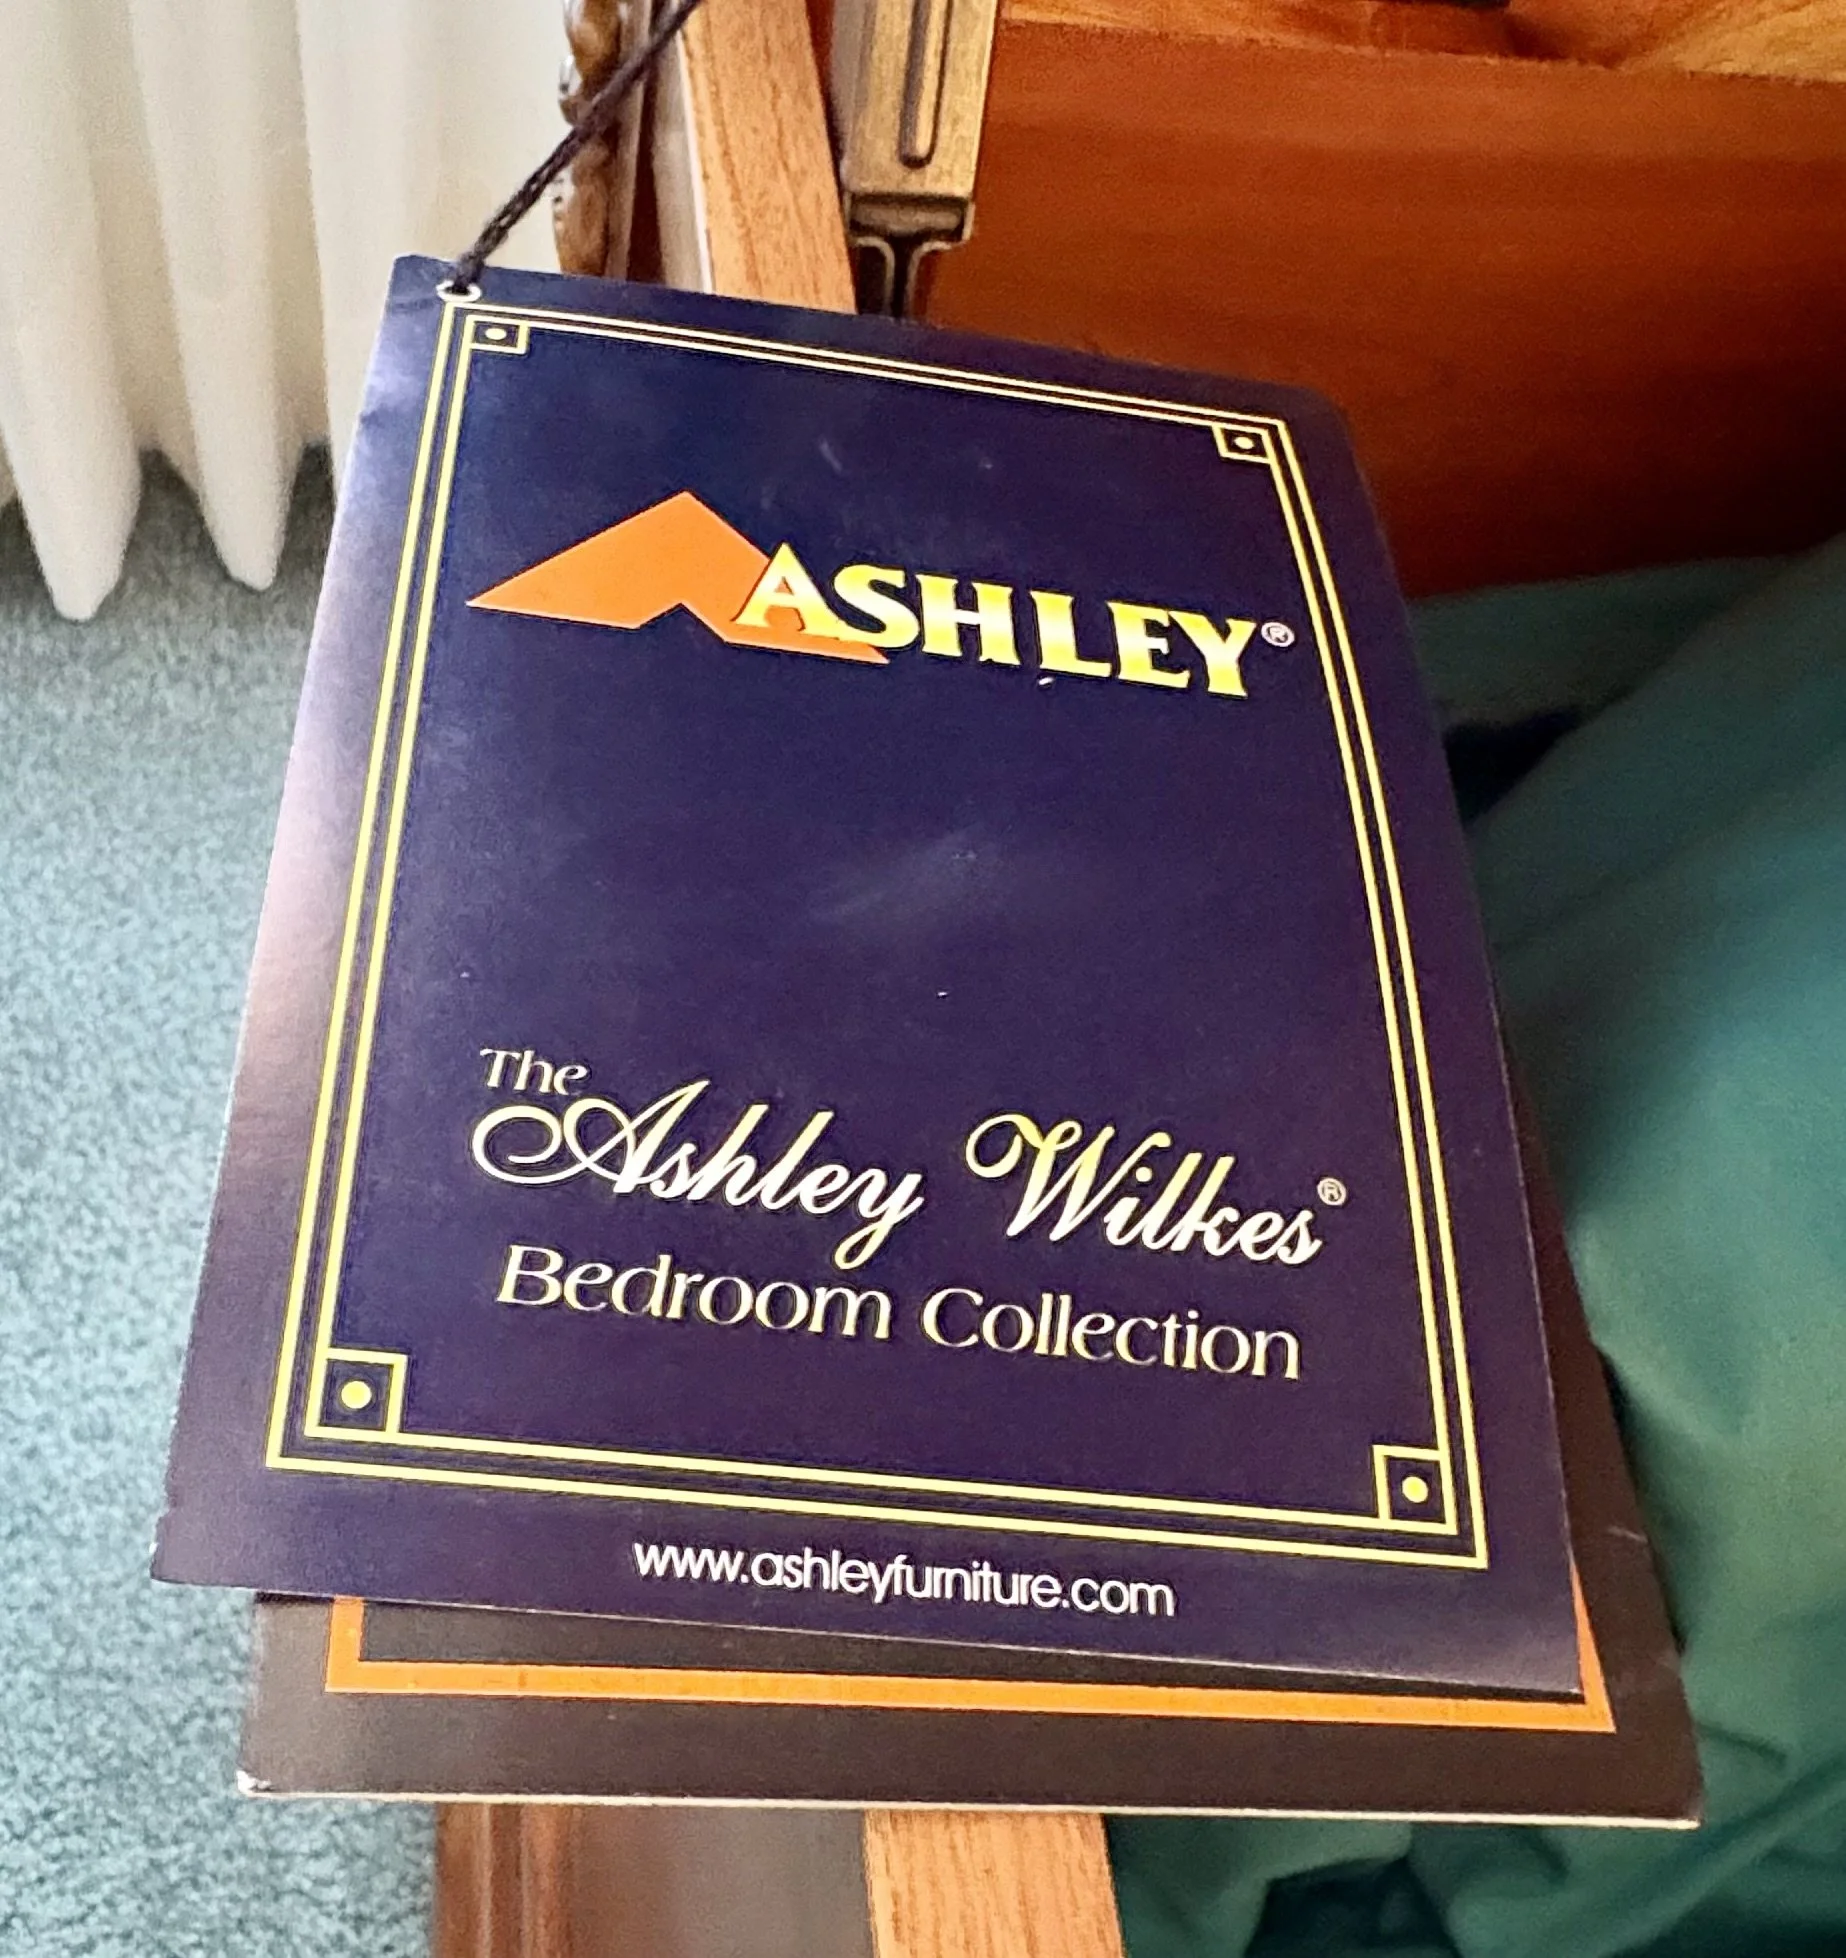 ASHLEY®
The
Ashley Wilkes®
Bedroom Collection
www.ashleyfurniture.com